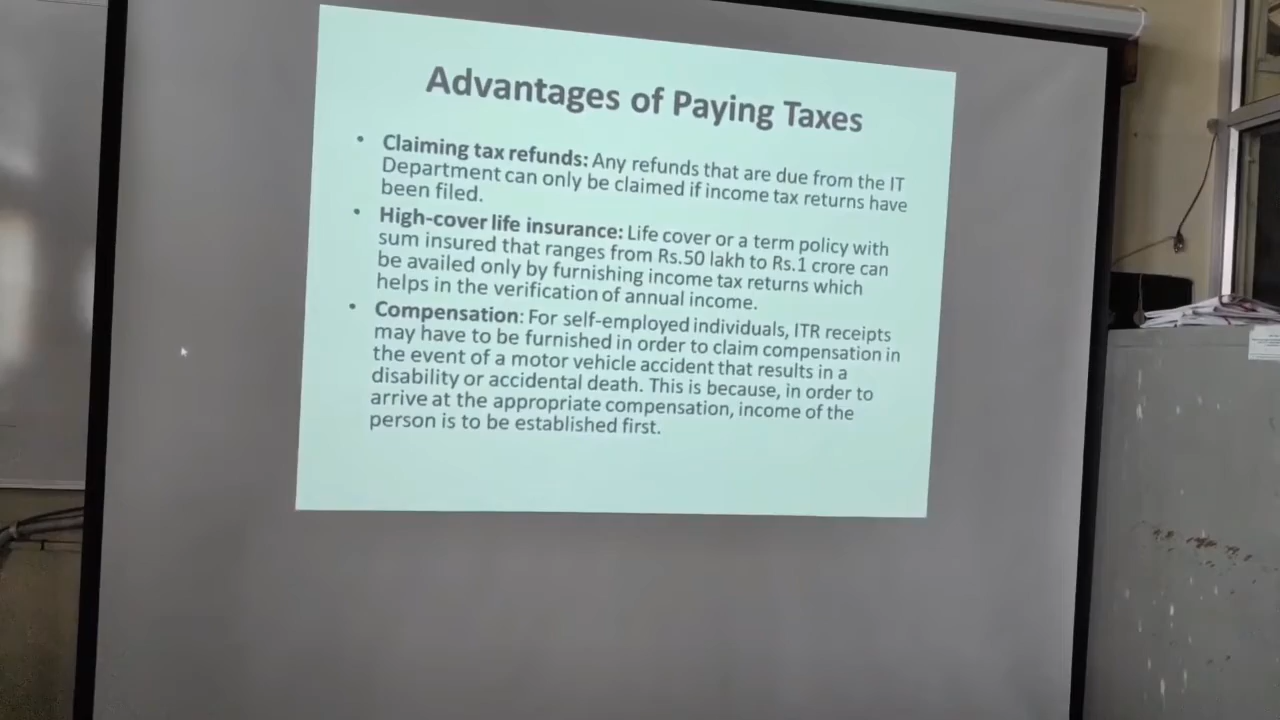 Advantages of Paying Taxes
• Claiming tax refunds: Any refunds that are due from the IT
Department can only be claimed if income tax returns have
been filed.
• High-cover life insurance: Life cover or a term policy with
sum insured that ranges from Rs.50 lakh to Rs.1 crore can
be availed only by furnishing income tax returns which
helps in the verification of annual income.
• Compensation: For self-employed individuals, ITR receipts
may have to be furnished in order to claim compensation in
the event of a motor vehicle accident that results in a
disability or accidental death. This is because, in order to
arrive at the appropriate compensation, income of the
person is to be established first.